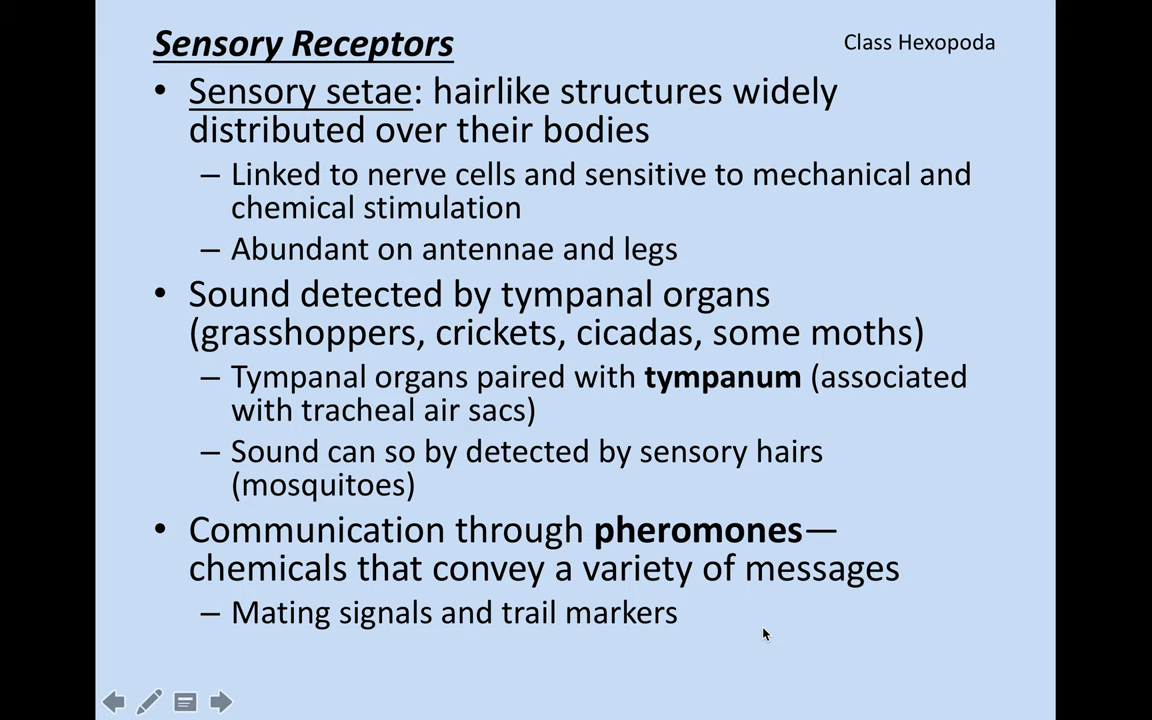 Sensory Receptors
Class Hexopoda
• Sensory setae: hairlike structures widely
distributed over their bodies
– Linked to nerve cells and sensitive to mechanical and
chemical stimulation
– Abundant on antennae and legs
• Sound detected by tympanal organs
(grasshoppers, crickets, cicadas, some moths)
– Tympanal organs paired with tympanum (associated
with tracheal air sacs)
– Sound can so by detected by sensory hairs
(mosquitoes)
• Communication through pheromones—
chemicals that convey a variety of messages
– Mating signals and trail markers